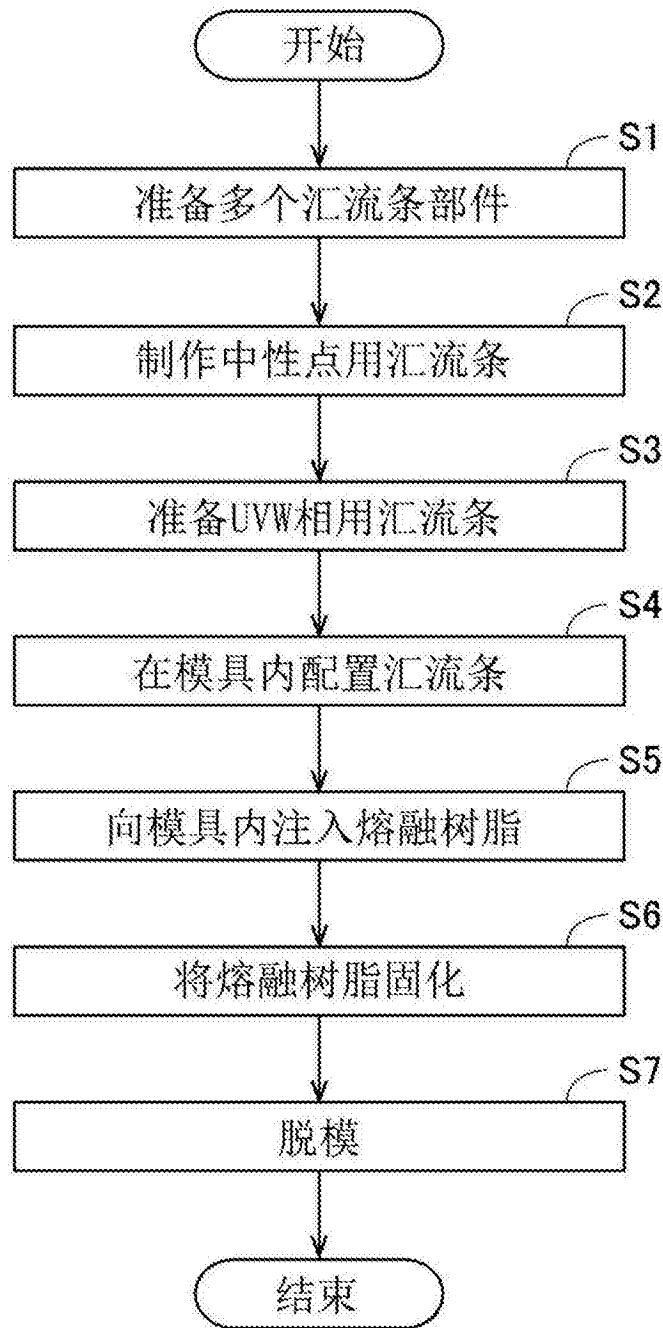 开始
S1
准备多个汇流条部件
S2
制作中性点用汇流条
S3
准备UVW相用汇流条
S4
在模具内配置汇流条
S5
向模具内注入熔融树脂
S6
将熔融树脂固化
S7
脱模
结束